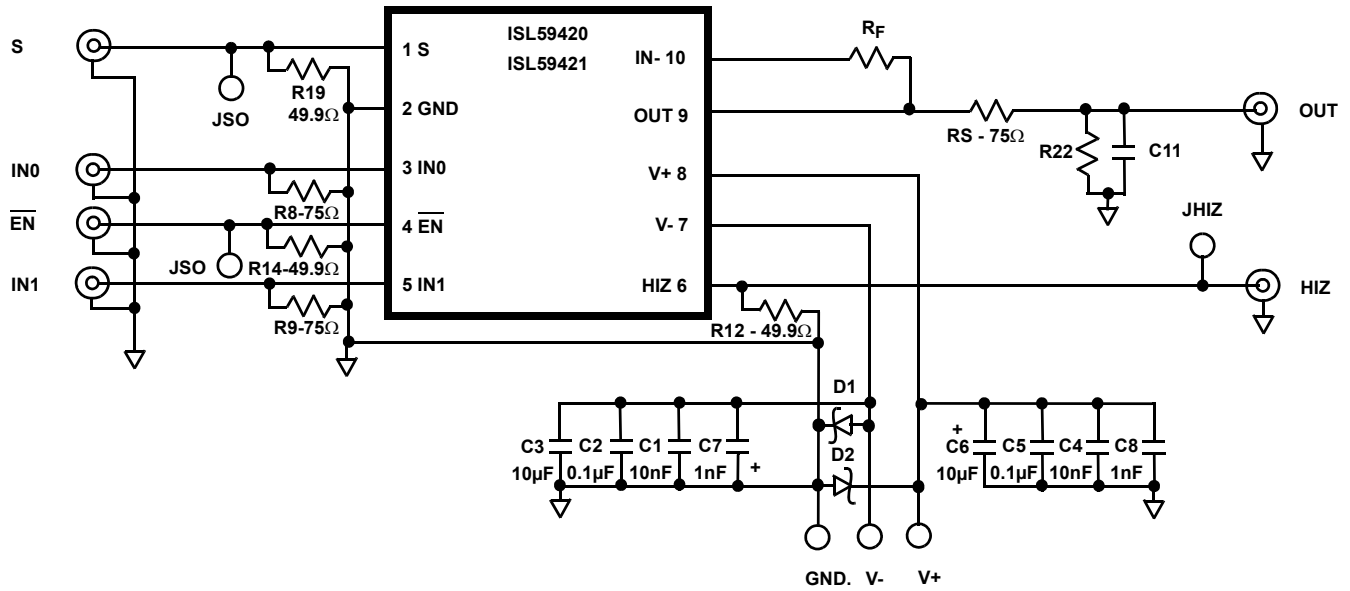 S
ISL59420
ISL59421
R_F
1 S
IN- 10
R19
49.9Ω
JSO
2 GND
OUT 9
RS - 75Ω
OUT
R22
C11
IN0
3 IN0
V+ 8
R8-75Ω
EN
4 EN
V- 7
JHIZ
JSO
R14-49.9Ω
IN1
5 IN1
HIZ 6
HIZ
R9-75Ω
R12 - 49.9Ω
D1
D2
C3
10µF
C2
0.1µF
C1
10nF
C7
1nF
+
+
C6
10µF
C5
0.1µF
C4
10nF
C8
1nF
GND.
V-
V+